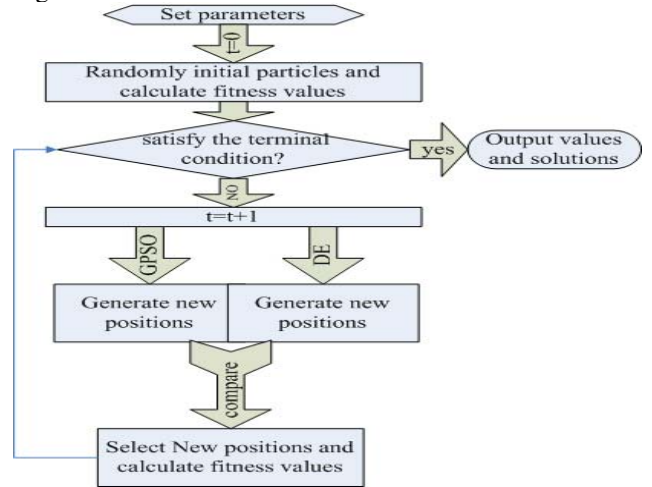 Set parameters
t=0
Randomly initial particles and
calculate fitness values
satisfy the terminal
condition?
yes
Output values
and solutions
NO
t=t+1
GPSO
DE
Generate new
positions
Generate new
positions
compare
Select New positions and
calculate fitness values